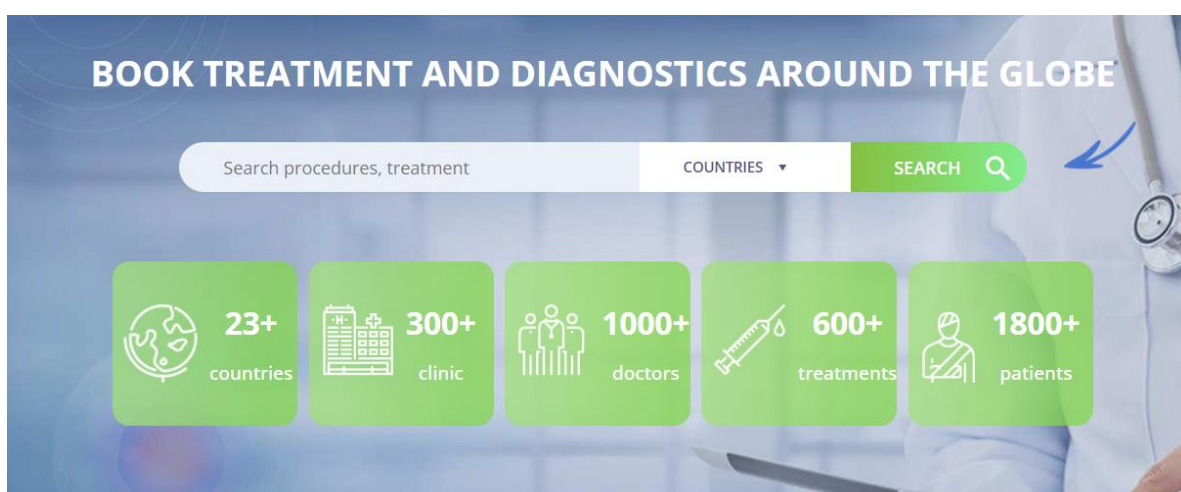 BOOK TREATMENT AND DIAGNOSTICS AROUND THE GLOBE
Search procedures, treatment
COUNTRIES
SEARCH
23+
countries
H
300+
clinic
1000+
doctors
600+
treatments
1800+
patients